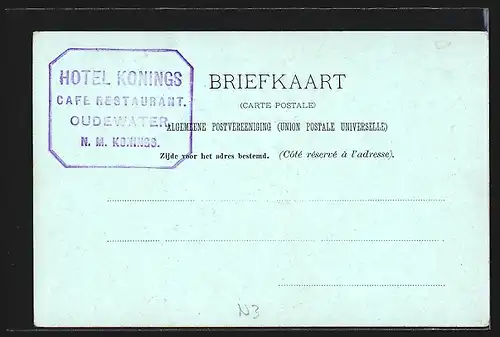 HOTEL KONINGS
CAFE RESTAURANT.
OUDEWATER
N. M. KONINGS.
BRIEFKAART
(CARTE POSTALE)
ALGEMEENE POSTVEREENIGING (UNION POSTALE UNIVERSELLE)
Zijde voor het adres bestemd. (Côté réservé à l'adresse).
N3